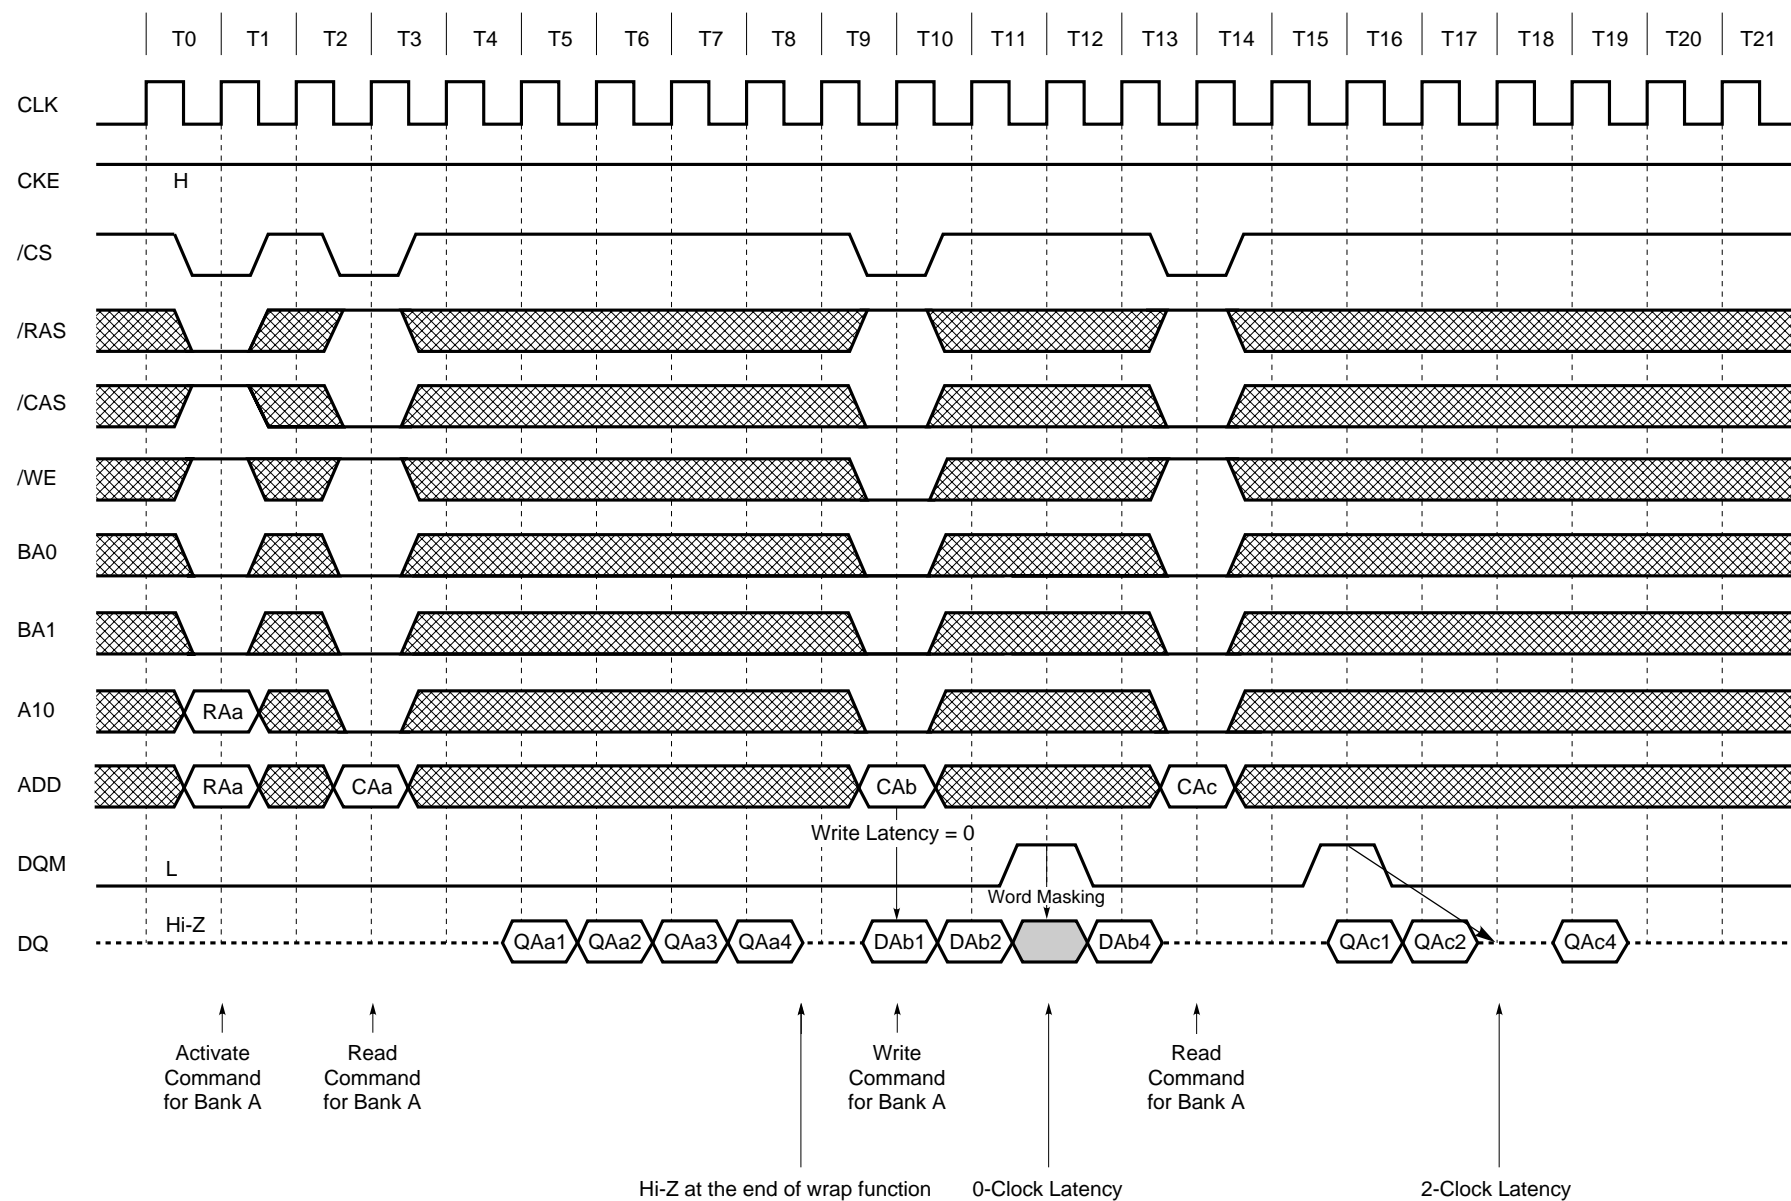 T0 T1 T2 T3 T4 T5 T6 T7 T8 T9 T10 T11 T12 T13 T14 T15 T16 T17 T18 T19 T20 T21
CLK
CKE H
/CS
/RAS
/CAS
/WE
BA0
BA1
A10 RAa
ADD RAa CAa CAb CAc
Write Latency = 0
DQM L
Word Masking
Hi-Z
DQ QAa1 QAa2 QAa3 QAa4 DAb1 DAb2 DAb4 QAc1 QAc2 QAc4
Activate
Command
for Bank A
Read
Command
for Bank A
Write
Command
for Bank A
Read
Command
for Bank A
Hi-Z at the end of wrap function
0-Clock Latency
2-Clock Latency